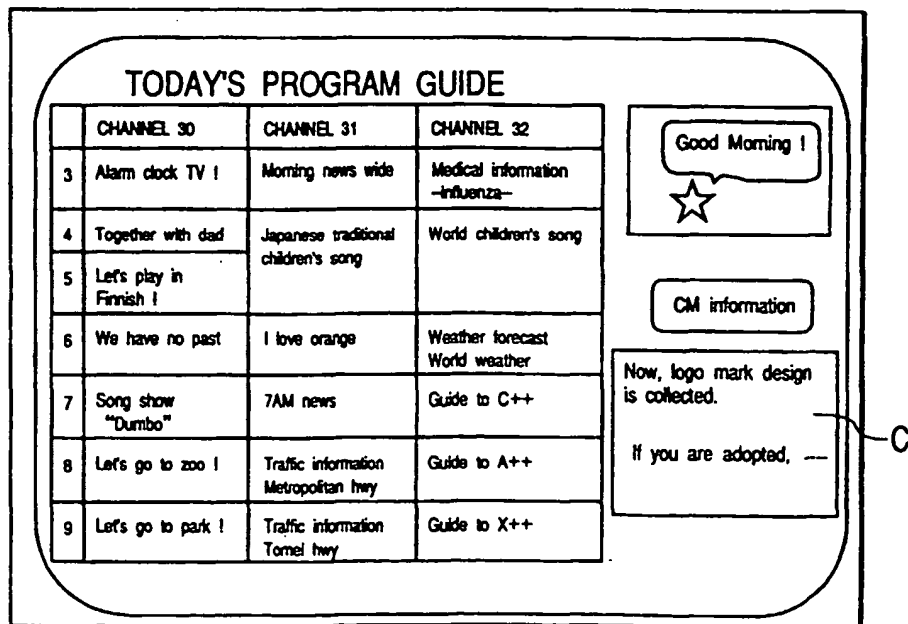 TODAY'S PROGRAM GUIDE
CHANNEL 30 CHANNEL 31 CHANNEL 32
3 Alarm clock TV ! Morning news wide Medical information
-Influenza-
4 Together with dad Japanese traditional World children's song
children's song
5 Let's play in
Finnish !
6 We have no past I love orange Weather forecast
World weather
7 Song show 7AM news Guide to C++
"Dumbo"
8 Let's go to zoo ! Traffic information Guide to A++
Metropolitan hwy
9 Let's go to park ! Traffic information Guide to X++
Tomei hwy
Good Morning !
CM information
Now, logo mark design
is collected.
If you are adopted, —
C